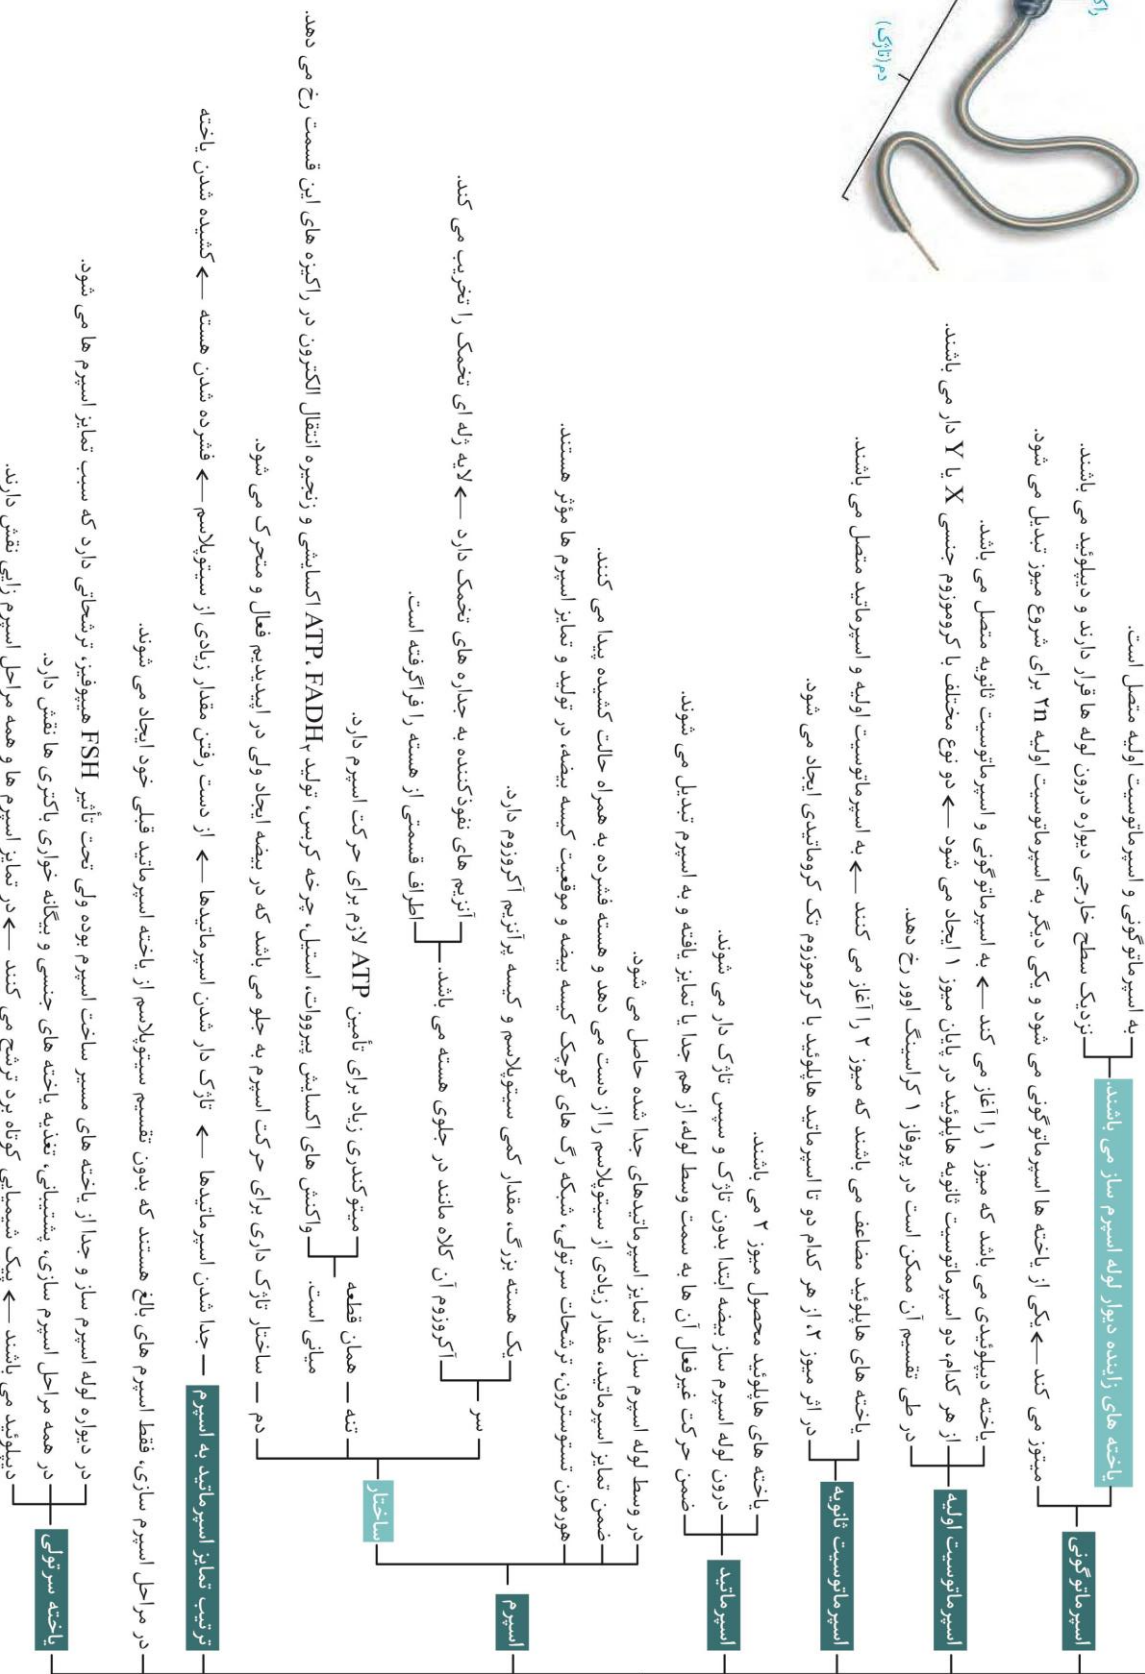 راک
دم (تاژک)
اسپرماتوگونی
یاخته های زاینده دیوار لوله اسپرم ساز می باشند.
به اسپرماتوگونی و اسپرماتوسیت اولیه متصل است.
نزدیک سطح خارجی دیواره درون لوله ها قرار دارند و دیپلوئید می باشند.
میتوز می کند ← یکی از یاخته ها اسپرماتوگونی می شود و یکی دیگر به اسپرماتوسیت اولیه ۲n برای شروع میوز تبدیل می شود.
اسپرماتوسیت اولیه
یاخته دیپلوئیدی می باشد که میوز ۱ را آغاز می کند ← به اسپرماتوگونی و اسپرماتوسیت ثانویه متصل می باشد.
از هر کدام، دو اسپرماتوسیت ثانویه هاپلوئید در پایان میوز ۱ ایجاد می شود ← دو نوع مختلف با کروموزوم جنسی X یا Y دار می باشند.
در طی تقسیم آن ممکن است در پروفاز ۱ کراسینگ اوور رخ دهد.
اسپرماتوسیت ثانویه
یاخته های هاپلوئید مضاعف می باشند که میوز ۲ را آغاز می کنند ← به اسپرماتوسیت اولیه و اسپرماتید متصل می باشند.
در اثر میوز ۲، از هر کدام دو تا اسپرماتید هاپلوئید با کروموزوم تک کروماتیدی ایجاد می شود.
اسپرماتید
یاخته های هاپلوئید محصول میوز ۲ می باشند.
درون لوله اسپرم ساز بیضه ابتدا بدون تاژک و سپس تاژک دار می شوند.
ضمن حرکت غیرفعال آن ها به سمت وسط لوله، از هم جدا یا تمایز یافته و به اسپرم تبدیل می شوند.
اسپرم
در وسط لوله اسپرم ساز از تمایز اسپرماتیدهای جدا شده حاصل می شود.
ضمن تمایز اسپرماتید، مقدار زیادی از سیتوپلاسم را از دست می دهد و هسته فشرده به همراه حالت کشیده پیدا می کنند.
هورمون تستوسترون، ترشحات سرتولی، شبکه رگ های کوچک کیسه بیضه و موقعیت کیسه بیضه، در تولید و تمایز اسپرم ها مؤثر هستند.
ساختار
سر
یک هسته بزرگ، مقدار کمی سیتوپلاسم و کیسه پرآنزیم آکروزوم دارد.
آکروزوم آن کلاه مانند در جلوی هسته می باشد.
آنزیم های نفوذکننده به جداره های تخمک دارد ← لایه ژله ای تخمک را تخریب می کند.
اطراف قسمتی از هسته را فراگرفته است.
تنه
همان قطعه میانی است.
میتوکندری زیاد برای تأمین ATP لازم برای حرکت اسپرم دارد.
واکنش های اکسایش پیرووات، استیل، چرخه کربس، تولید ATP، FADH₂ اکسایشی و زنجیره انتقال الکترون در راکیزه های این قسمت رخ می دهد.
دم
ساختار تاژک داری برای حرکت اسپرم به جلو می باشد که در بیضه ایجاد ولی در اپیدیدیم فعال و متحرک می شود.
ترتیب تمایز اسپرماتید به اسپرم
جدا شدن اسپرماتیدها ← تاژک دار شدن اسپرماتیدها ← از دست رفتن مقدار زیادی از سیتوپلاسم ← فشرده شدن هسته ← کشیده شدن یاخته
در مراحل اسپرم سازی، فقط اسپرم های بالغ هستند که بدون تقسیم سیتوپلاسم از یاخته اسپرماتید قبلی خود ایجاد می شوند.
یاخته سرتولی
در دیواره لوله اسپرم ساز و جدا از یاخته های مسیر ساخت اسپرم بوده ولی تحت تأثیر FSH هیپوفیز، ترشحاتی دارد که سبب تمایز اسپرم ها می شود.
در همه مراحل اسپرم سازی، پشتیبانی، تغذیه یاخته های جنسی و بیگانه خواری باکتری ها نقش دارد.
دیپلوئید می باشند ← پیک شیمیایی کوتاه برد ترشح می کنند ← در تمایز اسپرم ها و همه مراحل اسپرم زایی نقش دارند.